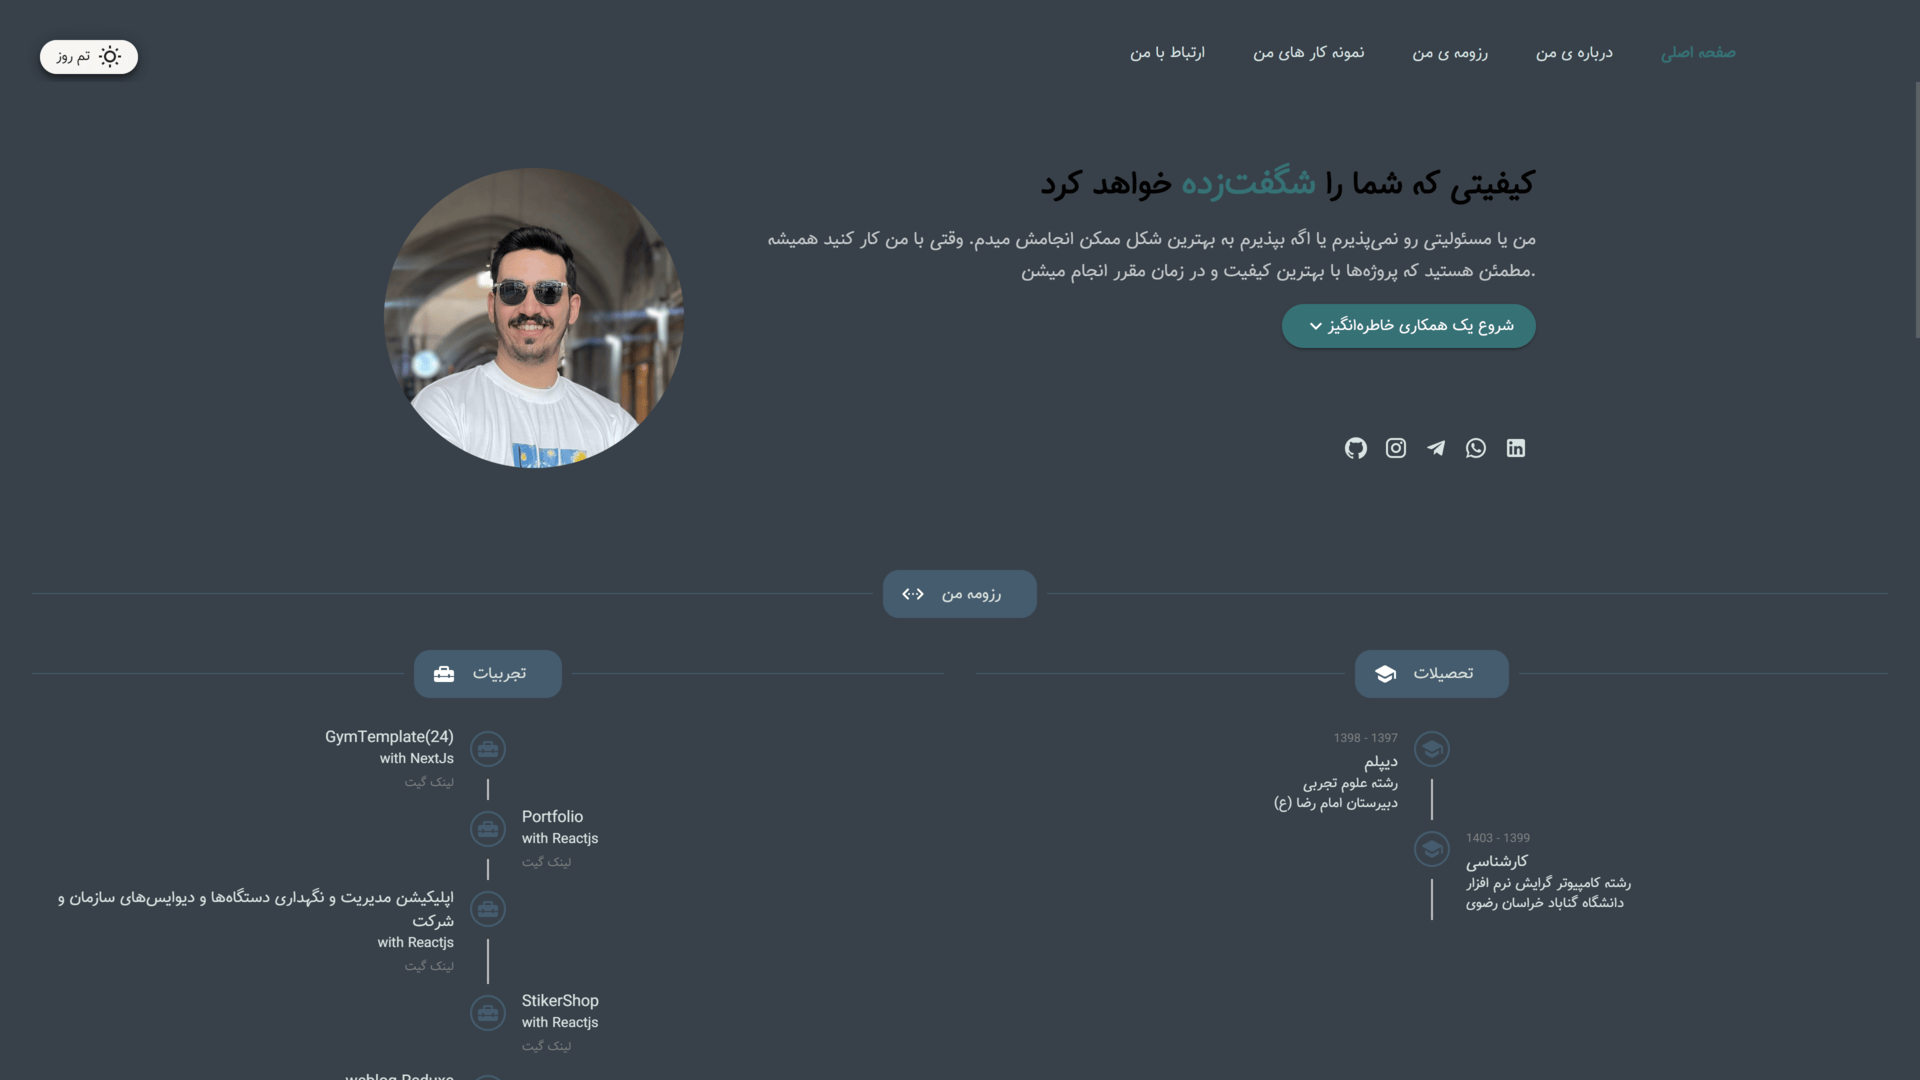 صفحه اصلی
درباره ی من
رزومه ی من
نمونه کار های من
ارتباط با من
تم روز
کیفیتی که شما را شگفت‌زده خواهد کرد
من یا مسئولیتی رو نمی‌پذیرم یا اگه بپذیرم به بهترین شکل ممکن انجامش میدم. وقتی با من کار کنید همیشه
.مطمئن هستید که پروژه‌ها با بهترین کیفیت و در زمان مقرر انجام میشن
شروع یک همکاری خاطره‌انگیز
رزومه من
تحصیلات
1398 - 1397
دیپلم
رشته علوم تجربی
دبیرستان امام رضا (ع)
1403 - 1399
کارشناسی
رشته کامپیوتر گرایش نرم افزار
دانشگاه گناباد خراسان رضوی
تجربیات
GymTemplate(24)
with NextJs
لینک گیت
Portfolio
with Reactjs
لینک گیت
اپلیکیشن مدیریت و نگهداری دستگاه‌ها و دیوایس‌های سازمان و
شرکت
with Reactjs
لینک گیت
StikerShop
with Reactjs
لینک گیت
weblog Reduxe